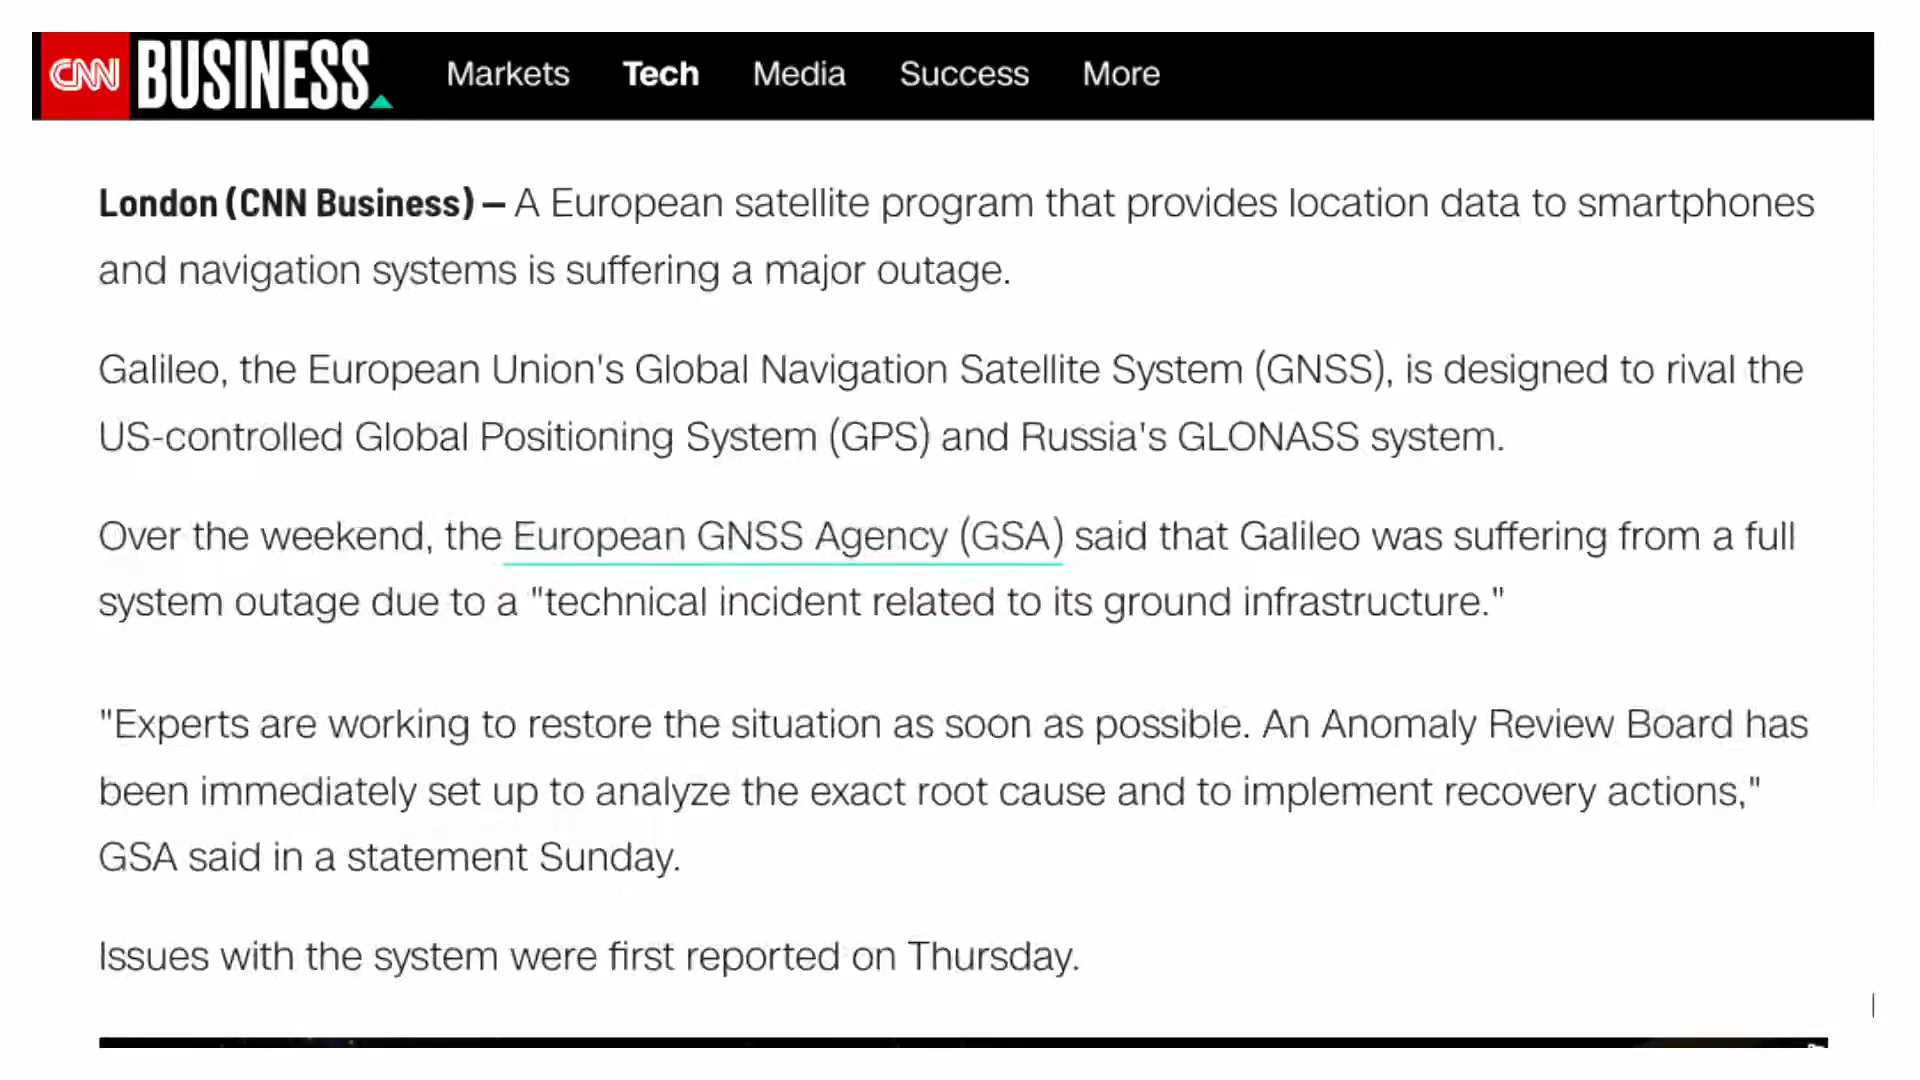 CNN BUSINESS Markets Tech Media Success More
London (CNN Business) — A European satellite program that provides location data to smartphones
and navigation systems is suffering a major outage.
Galileo, the European Union's Global Navigation Satellite System (GNSS), is designed to rival the
US-controlled Global Positioning System (GPS) and Russia's GLONASS system.
Over the weekend, the European GNSS Agency (GSA) said that Galileo was suffering from a full
system outage due to a "technical incident related to its ground infrastructure."
"Experts are working to restore the situation as soon as possible. An Anomaly Review Board has
been immediately set up to analyze the exact root cause and to implement recovery actions,"
GSA said in a statement Sunday.
Issues with the system were first reported on Thursday.